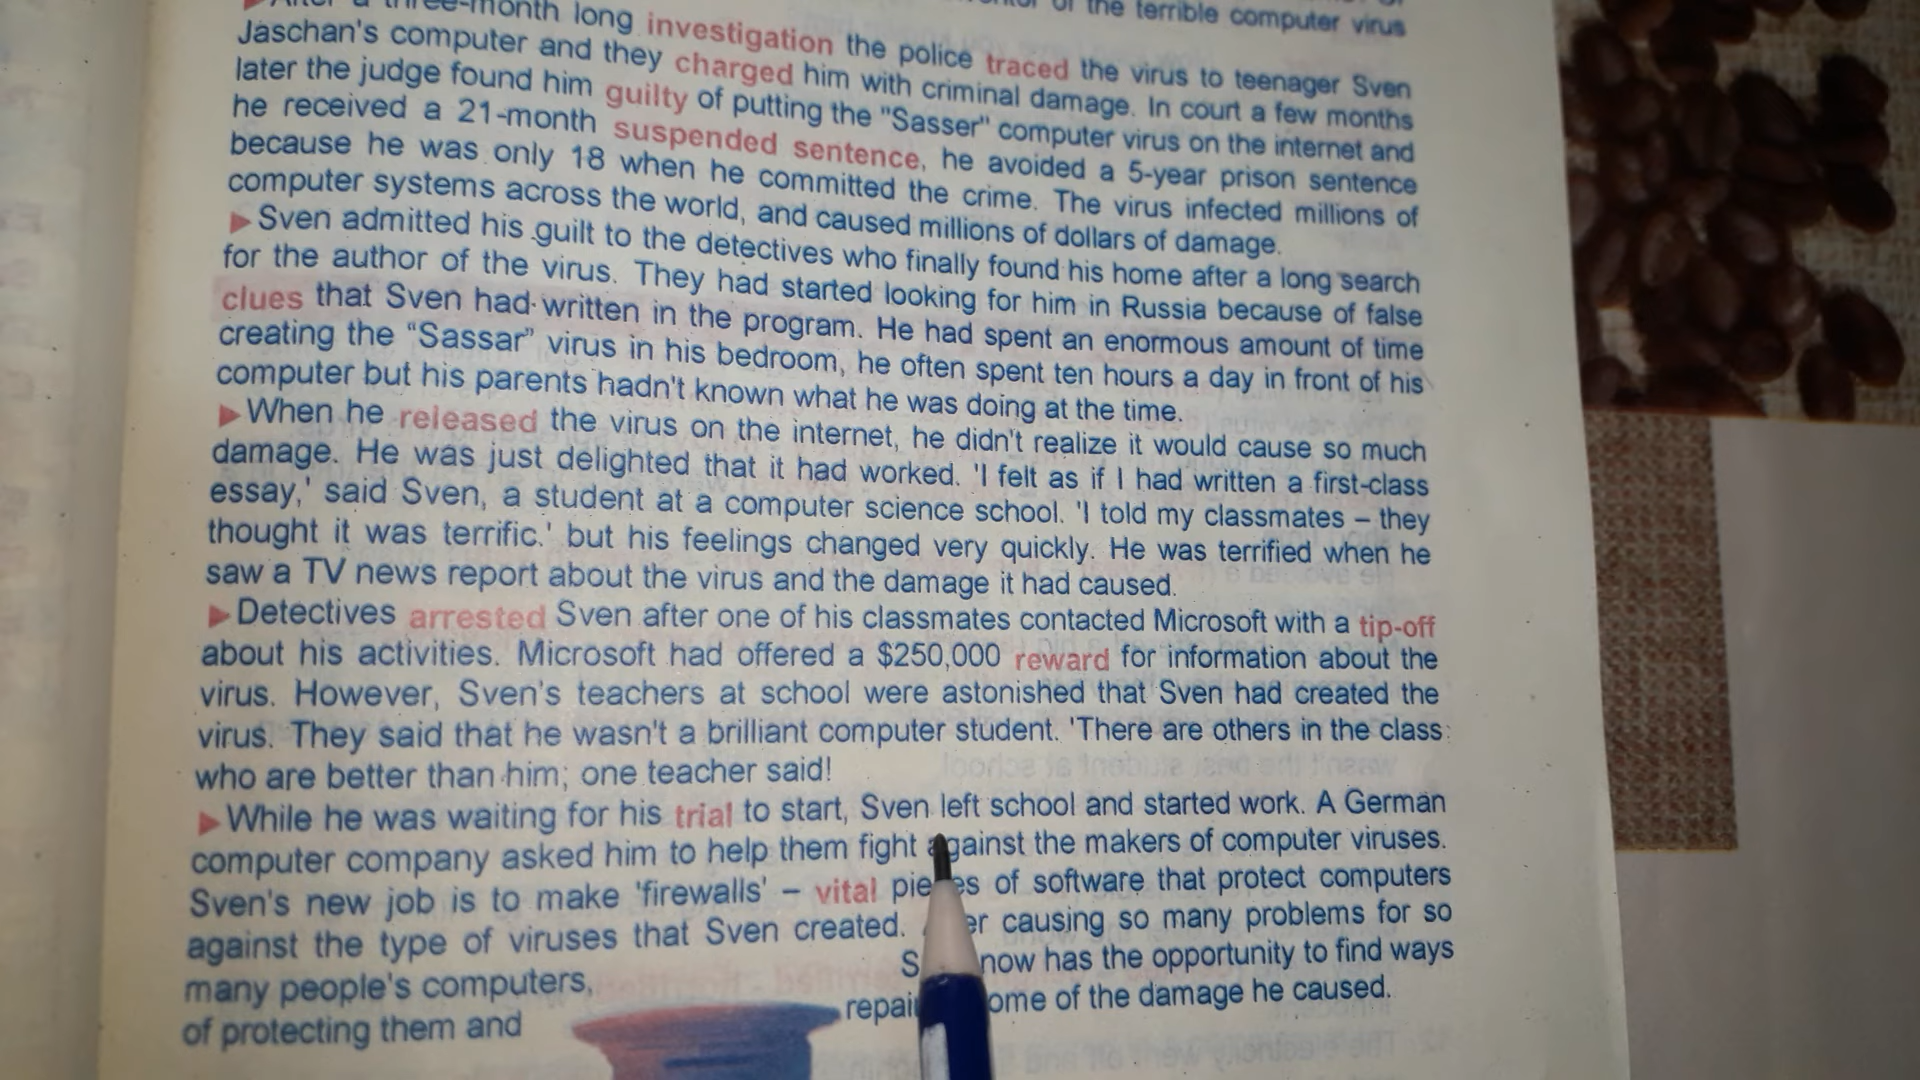 of the terrible computer virus
After a three-month long investigation the police traced the virus to teenager Sven
Jaschan's computer and they charged him with criminal damage. In court a few months
later the judge found him guilty of putting the "Sasser" computer virus on the internet and
he received a 21-month suspended sentence, he avoided a 5-year prison sentence
because he was only 18 when he committed the crime. The virus infected millions of
computer systems across the world, and caused millions of dollars of damage.
▶Sven admitted his guilt to the detectives who finally found his home after a long search
for the author of the virus. They had started looking for him in Russia because of false
clues that Sven had written in the program. He had spent an enormous amount of time
creating the “Sassar” virus in his bedroom, he often spent ten hours a day in front of his
computer but his parents hadn't known what he was doing at the time.
▶When he released the virus on the internet, he didn't realize it would cause so much
damage. He was just delighted that it had worked. 'I felt as if I had written a first-class
essay,' said Sven, a student at a computer science school. 'I told my classmates – they
thought it was terrific.' but his feelings changed very quickly. He was terrified when he
saw a TV news report about the virus and the damage it had caused.
▶Detectives arrested Sven after one of his classmates contacted Microsoft with a tip-off
about his activities. Microsoft had offered a $250,000 reward for information about the
virus. However, Sven's teachers at school were astonished that Sven had created the
virus. They said that he wasn't a brilliant computer student. 'There are others in the class
who are better than him; one teacher said!
▶While he was waiting for his trial to start, Sven left school and started work. A German
computer company asked him to help them fight against the makers of computer viruses.
Sven's new job is to make 'firewalls' – vital pieces of software that protect computers
against the type of viruses that Sven created. causing so many problems for so
many people's computers, now has the opportunity to find ways
of protecting them and repair some of the damage he caused.